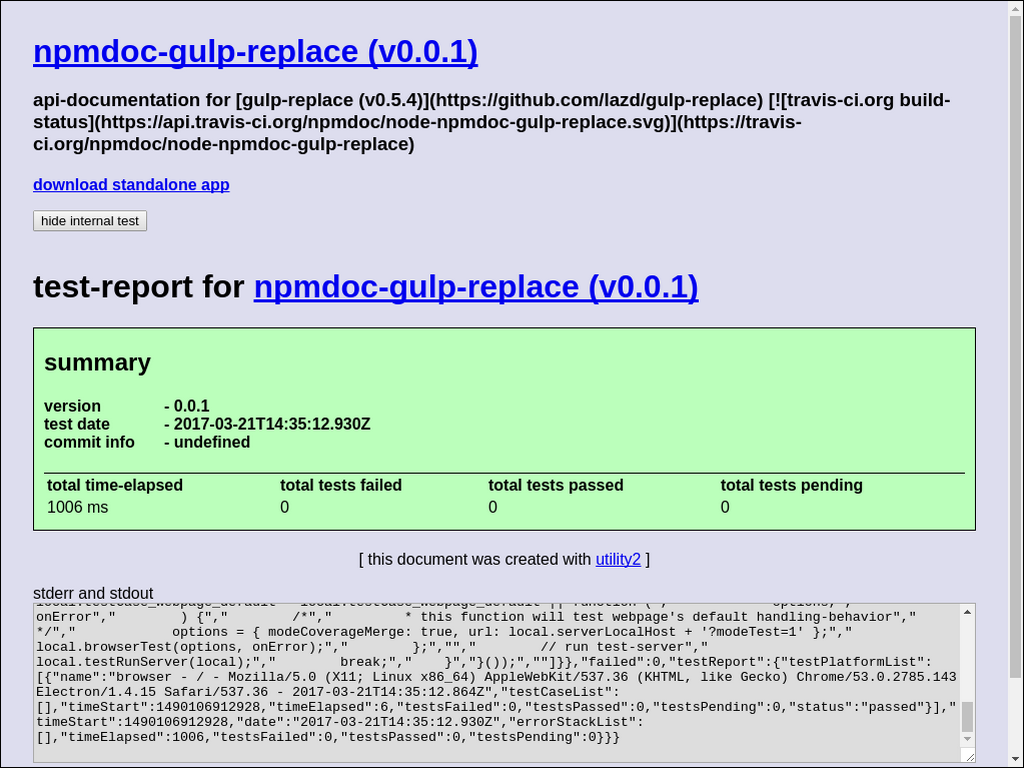 npmdoc-gulp-replace (v0.0.1)
api-documentation for [gulp-replace (v0.5.4)](https://github.com/lazd/gulp-replace) [![travis-ci.org build-
status](https://api.travis-ci.org/npmdoc/node-npmdoc-gulp-replace.svg)](https://travis-
ci.org/npmdoc/node-npmdoc-gulp-replace)
download standalone app
hide internal test
test-report for npmdoc-gulp-replace (v0.0.1)
summary
version - 0.0.1
test date - 2017-03-21T14:35:12.930Z
commit info - undefined
total time-elapsed total tests failed total tests passed total tests pending
1006 ms 0 0 0
[ this document was created with utility2 ]
stderr and stdout
onError","        ) {","        /*","         * this function will test webpage's default handling-behavior","
*/","            options = { modeCoverageMerge: true, url: local.serverLocalHost + '?modeTest=1' };","
local.browserTest(options, onError);","        };","","        // run test-server","
local.testRunServer(local);","        break;","    }","}());",""]}},"failed":0,"testReport":{"testPlatformList":
[{"name":"browser - / - Mozilla/5.0 (X11; Linux x86_64) AppleWebKit/537.36 (KHTML, like Gecko) Chrome/53.0.2785.143
Electron/1.4.15 Safari/537.36 - 2017-03-21T14:35:12.864Z","testCaseList":
[],"timeStart":1490106912928,"timeElapsed":6,"testsFailed":0,"testsPassed":0,"testsPending":0,"status":"passed"}],"
timeStart":1490106912928,"date":"2017-03-21T14:35:12.930Z","errorStackList":
[],"timeElapsed":1006,"testsFailed":0,"testsPassed":0,"testsPending":0}}}